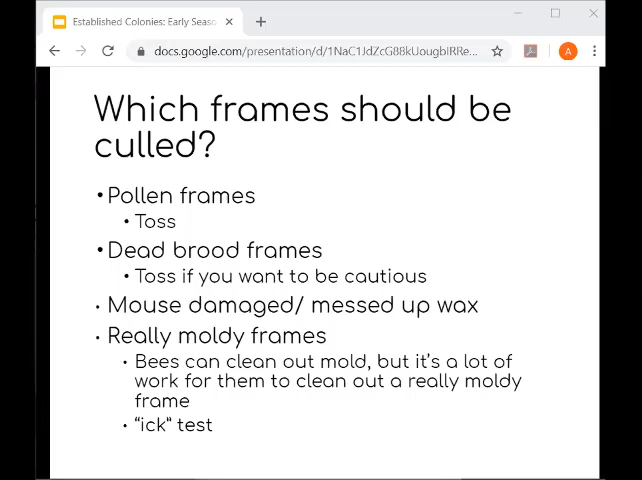 Established Colonies: Early Seaso
docs.google.com/presentation/d/1NaC1JdZcG88kUougbIRRe...
A
Which frames should be
culled?
• Pollen frames
• Toss
• Dead brood frames
• Toss if you want to be cautious
• Mouse damaged/ messed up wax
• Really moldy frames
• Bees can clean out mold, but it's a lot of
work for them to clean out a really moldy
frame
• “ick” test